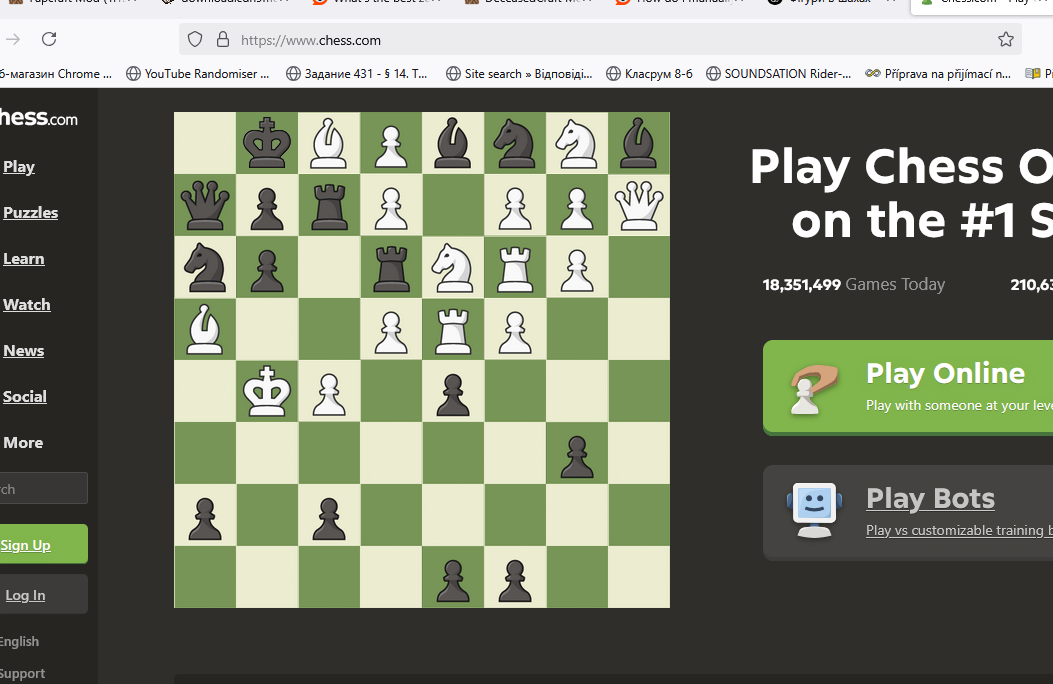 https://www.chess.com
б-магазин Chrome ...
YouTube Randomiser ...
Задание 431 - § 14. Т...
Site search » Відповіді...
Класрум 8-б
SOUNDSATION Rider-...
Příprava na přijímací n...
hess.com
Play
Puzzles
Learn
Watch
News
Social
More
ch
Sign Up
Log In
English
Support
Play Chess O
on the #1 S
18,351,499 Games Today
210,63
Play Online
Play with someone at your leve
Play Bots
Play vs customizable training b